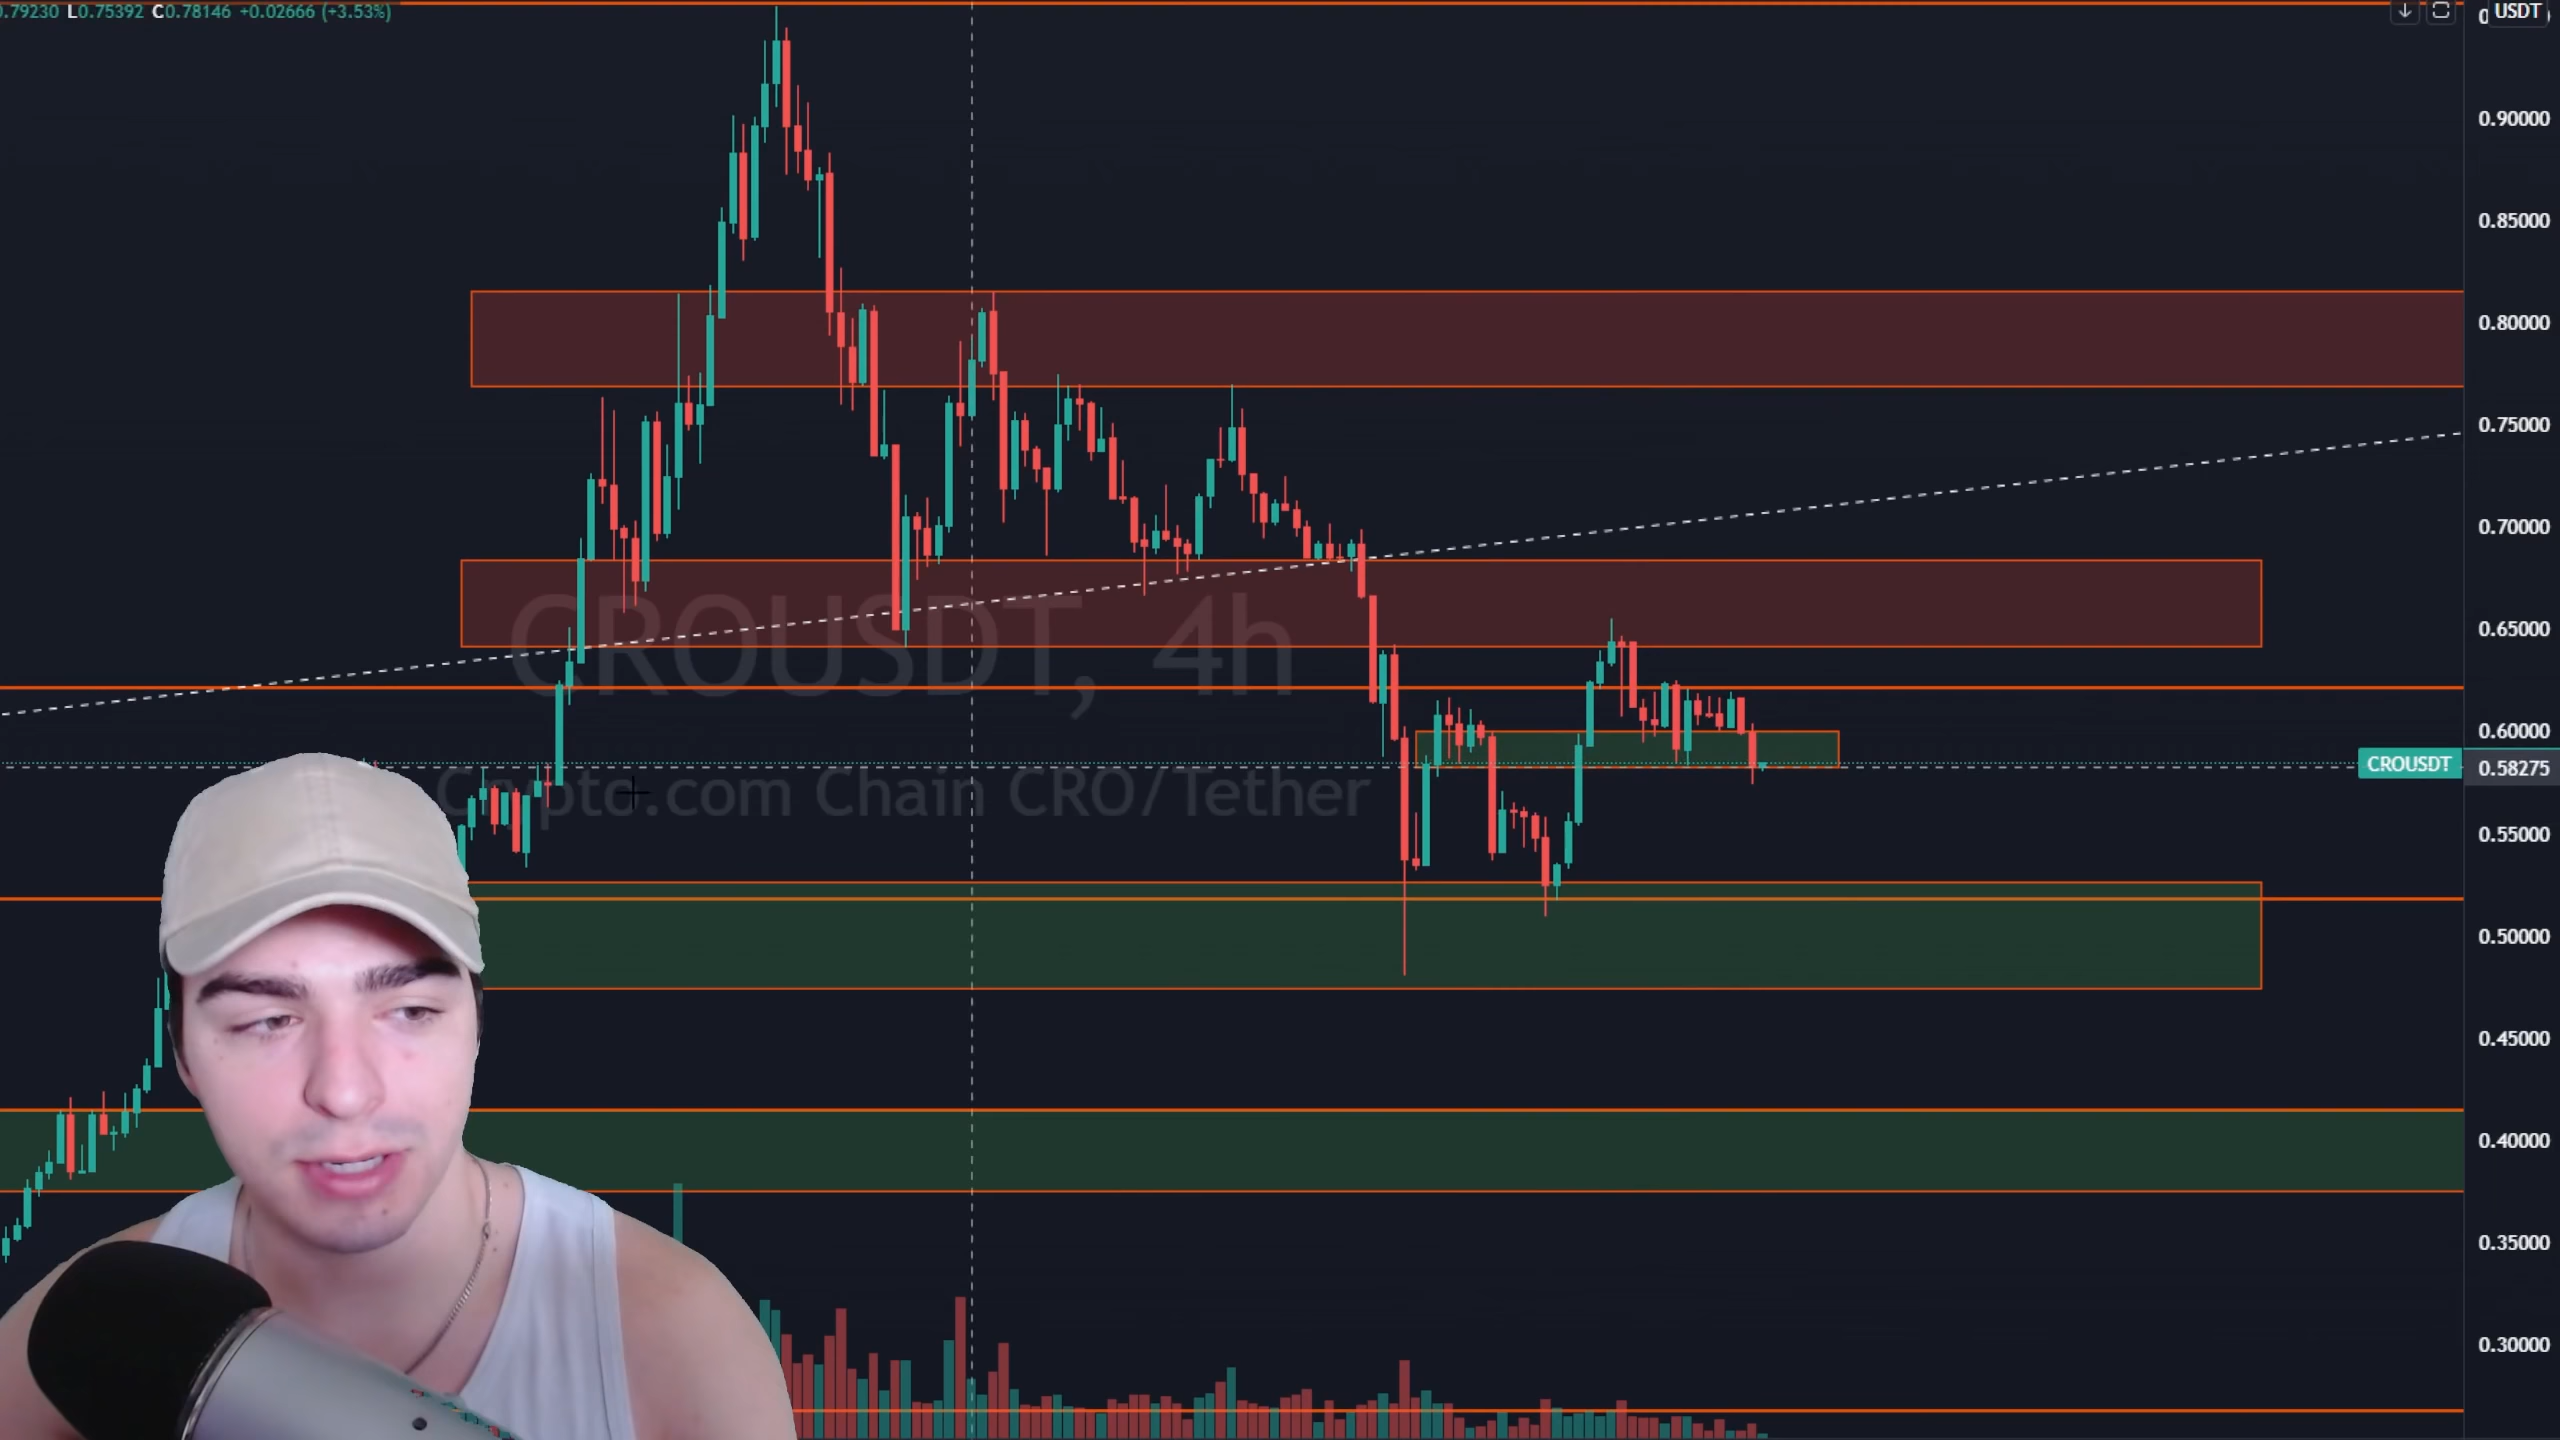 0.79230 L0.75392 C0.78146 +0.02666 (+3.53%)
USDT
0.90000
0.85000
0.80000
0.75000
0.70000
0.65000
CROUSDT, 4h
0.60000
CROUSDT 0.58275
Crypto.com Chain CRO/Tether
0.55000
0.50000
0.45000
0.40000
0.35000
0.30000